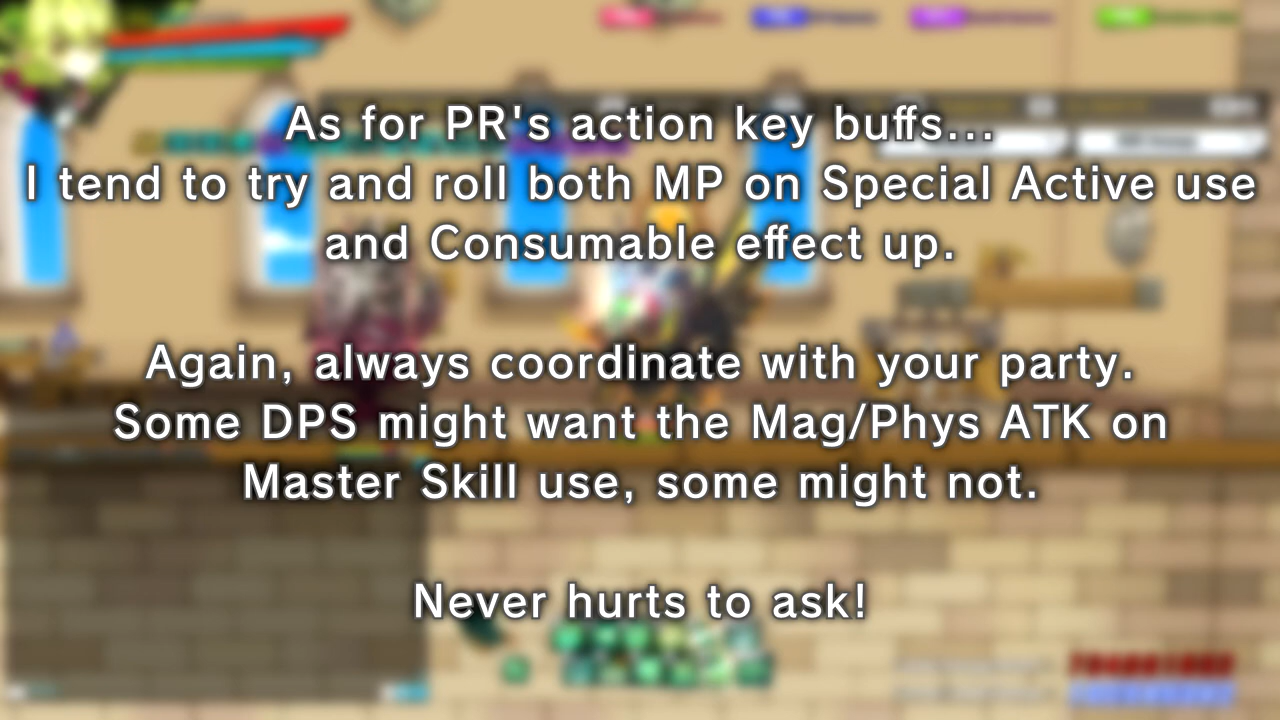 As for PR's action key buffs...
I tend to try and roll both MP on Special Active use
and Consumable effect up.
Again, always coordinate with your party.
Some DPS might want the Mag/Phys ATK on
Master Skill use, some might not.
Never hurts to ask!